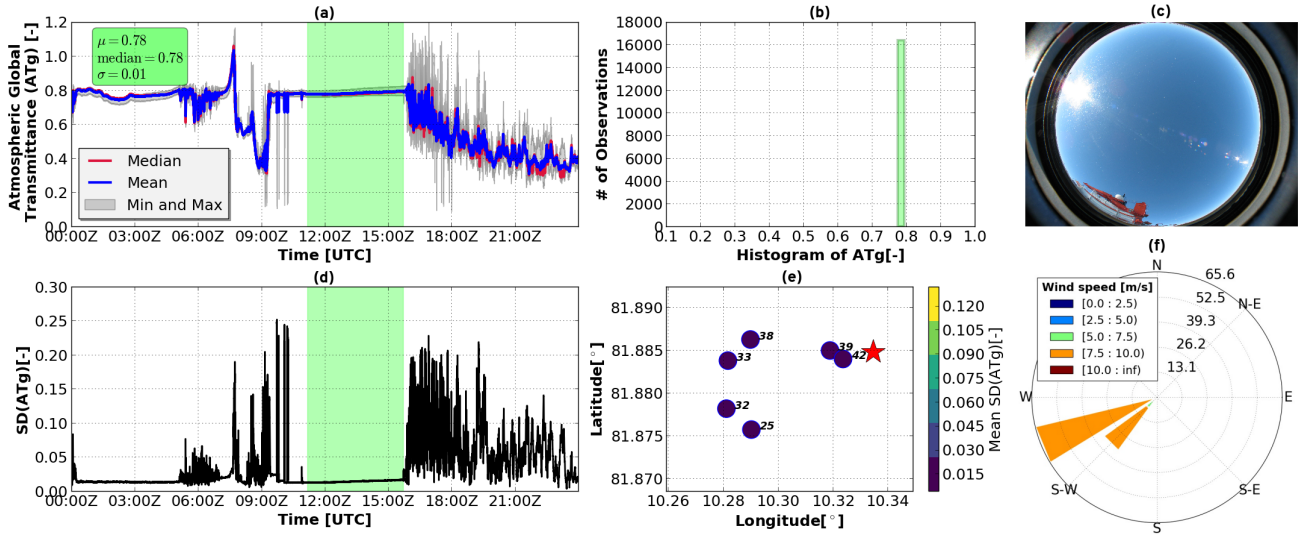 (a)
1.2
1.0
0.8
0.6
0.4
0.2
0.0
Atmospheric Global
Transmittance (ATg) [-]
μ = 0.78
median = 0.78
σ = 0.01
Median
Mean
Min and Max
00:00Z 03:00Z 06:00Z 09:00Z 12:00Z 15:00Z 18:00Z 21:00Z
Time [UTC]
(b)
18000
16000
14000
12000
10000
8000
6000
4000
2000
0
# of Observations
0.1 0.2 0.3 0.4 0.5 0.6 0.7 0.8 0.9 1.0
Histogram of ATg[-]
(c)
(d)
0.30
0.25
0.20
0.15
0.10
0.05
0.00
SD(ATg)[-]
00:00Z 03:00Z 06:00Z 09:00Z 12:00Z 15:00Z 18:00Z 21:00Z
Time [UTC]
(e)
81.890
81.885
81.880
81.875
81.870
Latitude[°]
38
39
42
33
32
25
10.26 10.28 10.30 10.32 10.34
Longitude[°]
0.120
0.105
0.090
0.075
0.060
0.045
0.030
0.015
Mean SD(ATg)[-]
(f)
N
N-E
E
S-E
S
S-W
W
65.6
52.5
39.3
26.2
13.1
Wind speed [m/s]
[0.0 : 2.5)
[2.5 : 5.0)
[5.0 : 7.5)
[7.5 : 10.0)
[10.0 : inf)